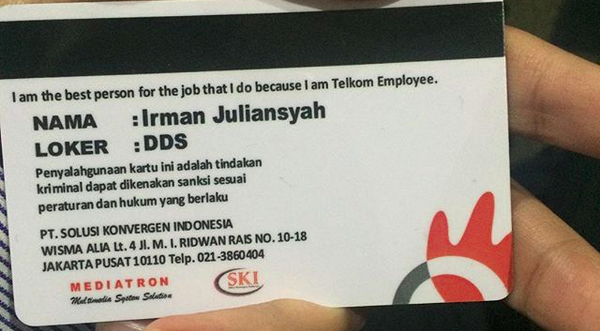 I am the best person for the job that I do because I am Telkom Employee.
NAMA : Irman Juliansyah
LOKER : DDS
Penyalahgunaan kartu ini adalah tindakan
kriminal dapat dikenakan sanksi sesuai
peraturan dan hukum yang berlaku
PT. SOLUSI KONVERGEN INDONESIA
WISMA ALIA Lt. 4 Jl. M. I. RIDWAN RAIS NO. 10-18
JAKARTA PUSAT 10110 Telp. 021-3860404
MEDIATRON
Multimedia System Solution
SKI